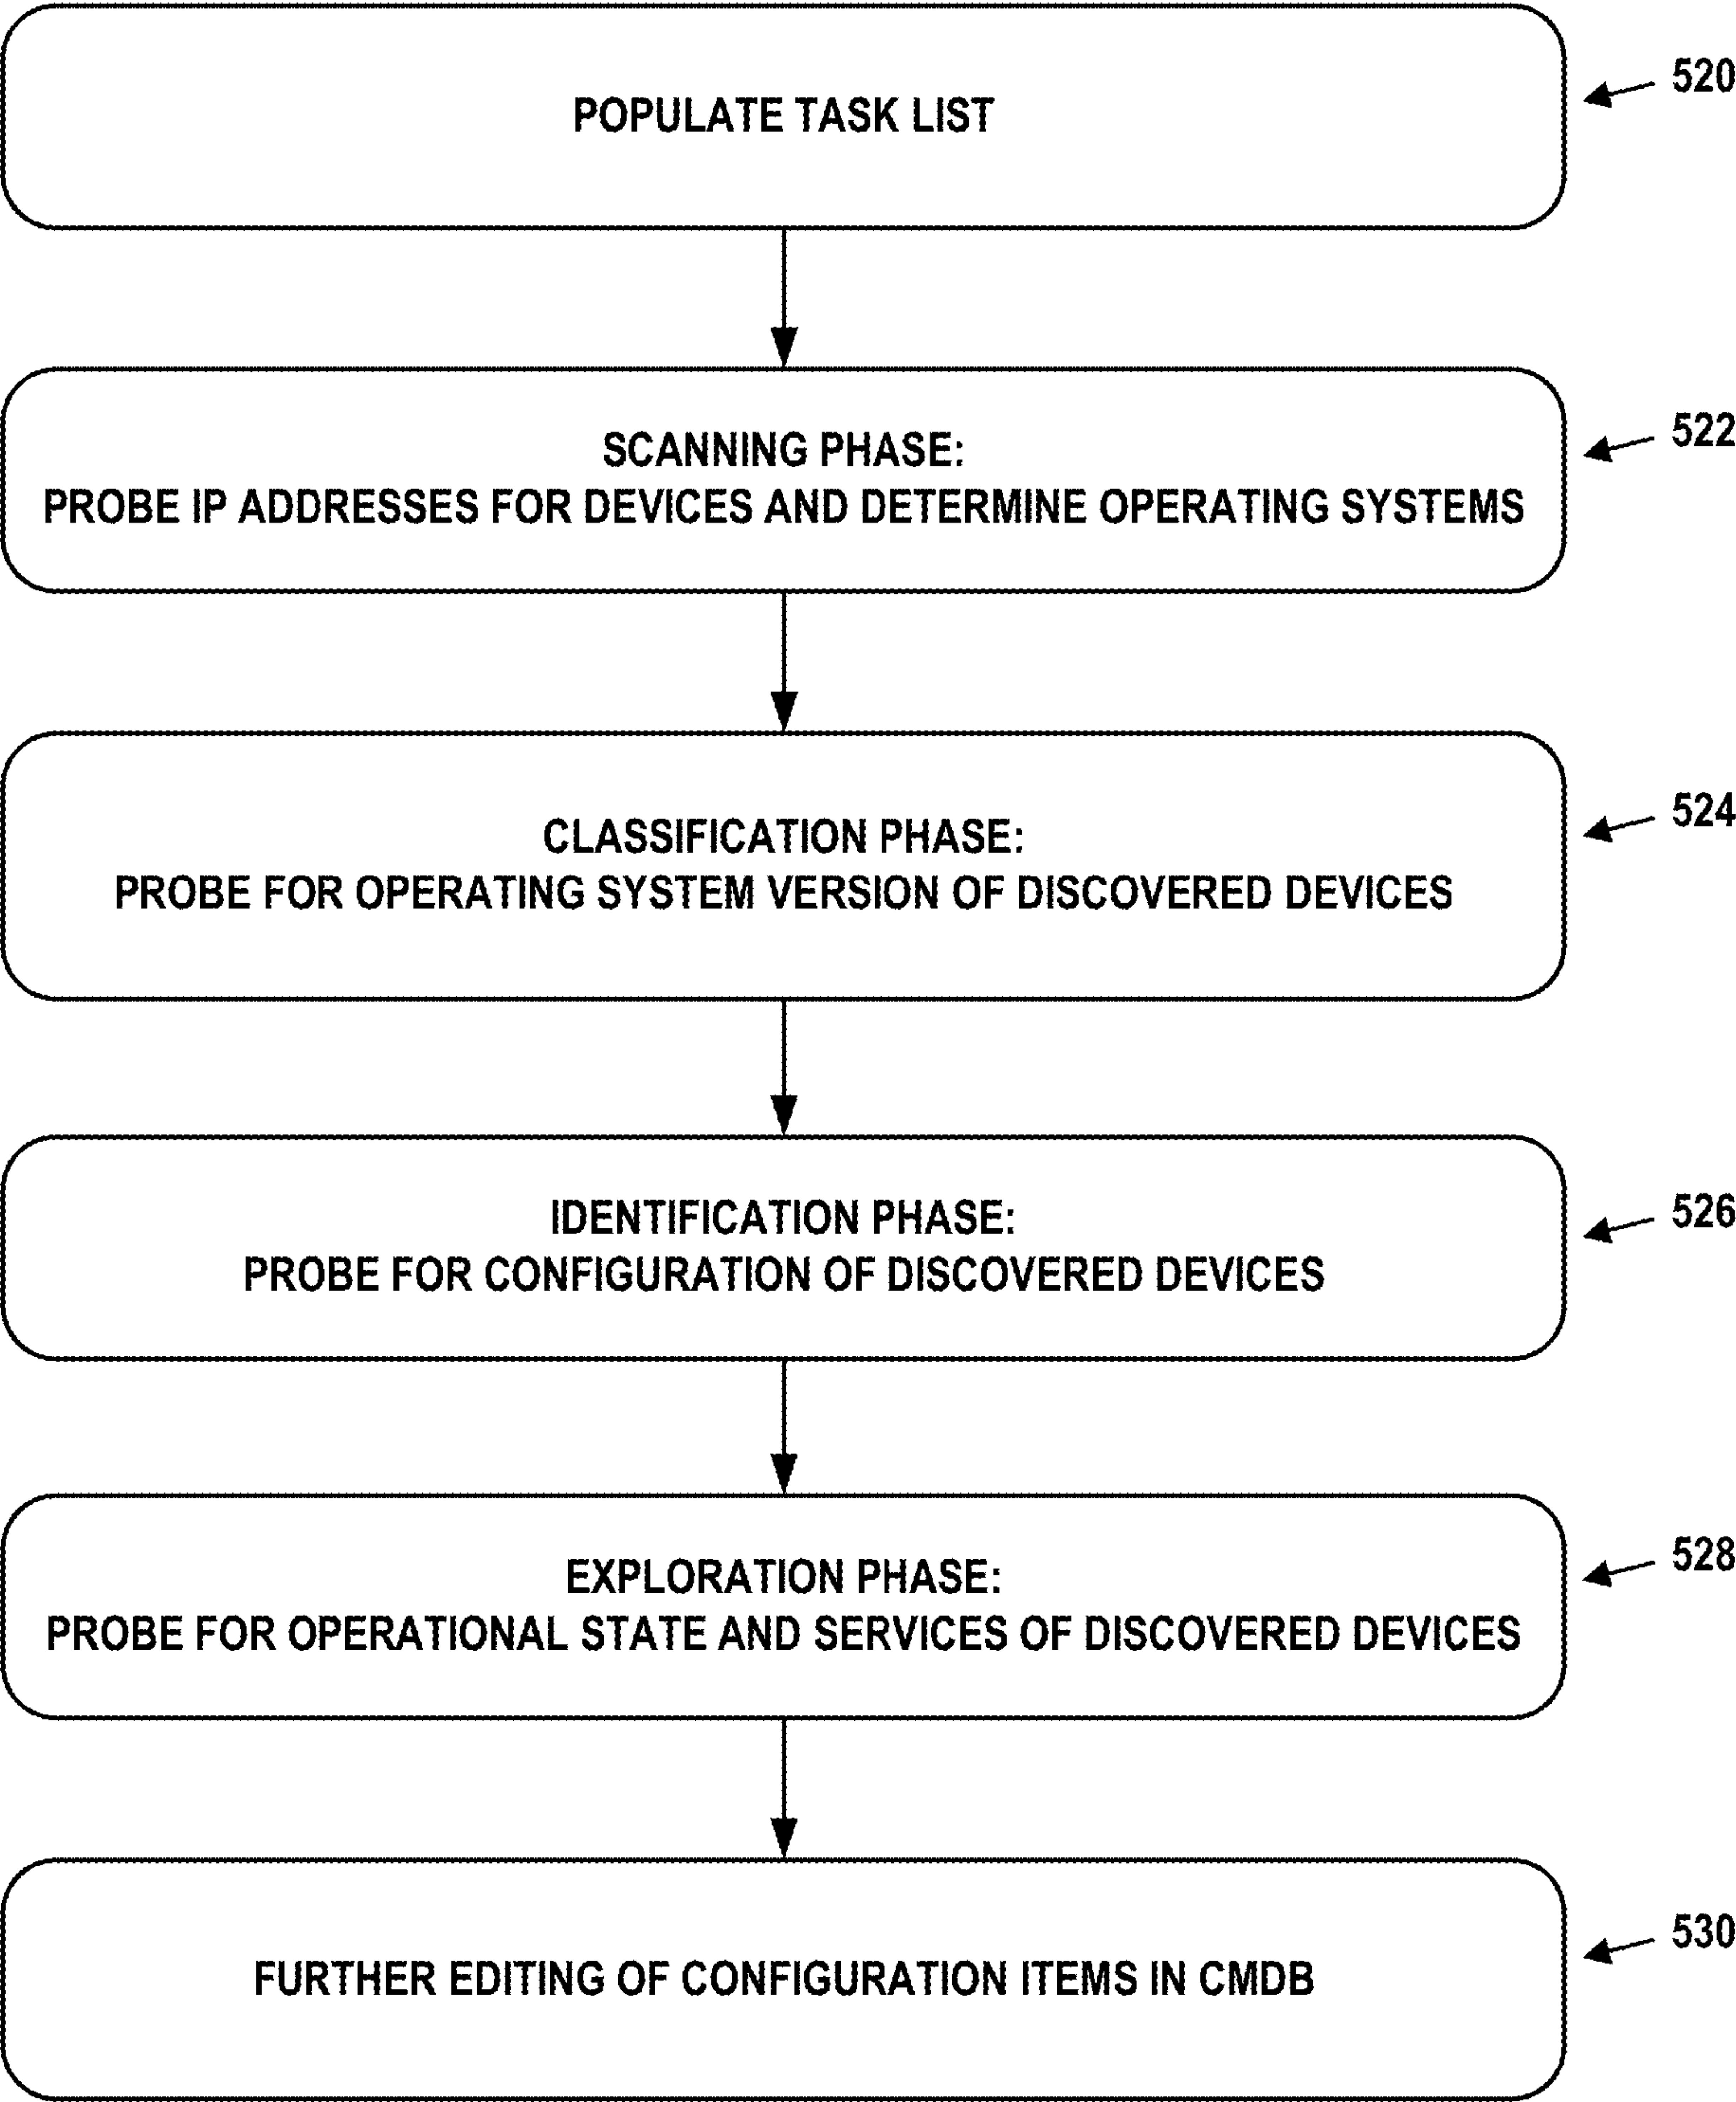 POPULATE TASK LIST
520
SCANNING PHASE:
PROBE IP ADDRESSES FOR DEVICES AND DETERMINE OPERATING SYSTEMS
522
CLASSIFICATION PHASE:
PROBE FOR OPERATING SYSTEM VERSION OF DISCOVERED DEVICES
524
IDENTIFICATION PHASE:
PROBE FOR CONFIGURATION OF DISCOVERED DEVICES
526
EXPLORATION PHASE:
PROBE FOR OPERATIONAL STATE AND SERVICES OF DISCOVERED DEVICES
528
FURTHER EDITING OF CONFIGURATION ITEMS IN CMDB
530